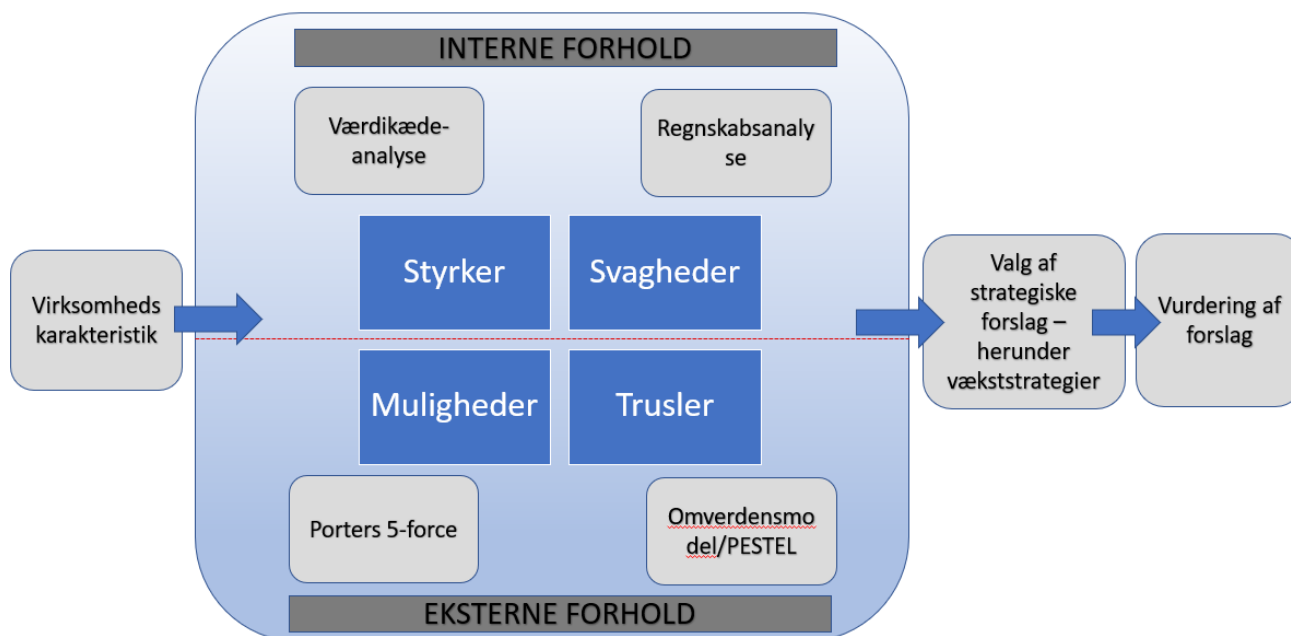 INTERNE FORHOLD
Værdikæde-
analyse
Regnskabsanaly
se
Styrker
Svagheder
Virksomheds
karakteristik
Valg af
strategiske
forslag –
herunder
vækststrategier
Vurdering af
forslag
Muligheder
Trusler
Porters 5-force
Omverdensmo
del/PESTEL
EKSTERNE FORHOLD